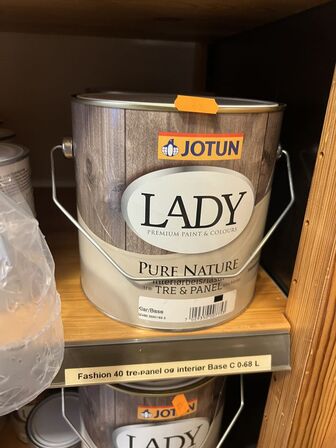 JOTUN
LADY
PREMIUM PAINT & COLOURS
PURE NATURE
TRE & PANEL
Fashion 40 tre-panel og interiør Base C 0-68 L
JOTUN
LADY